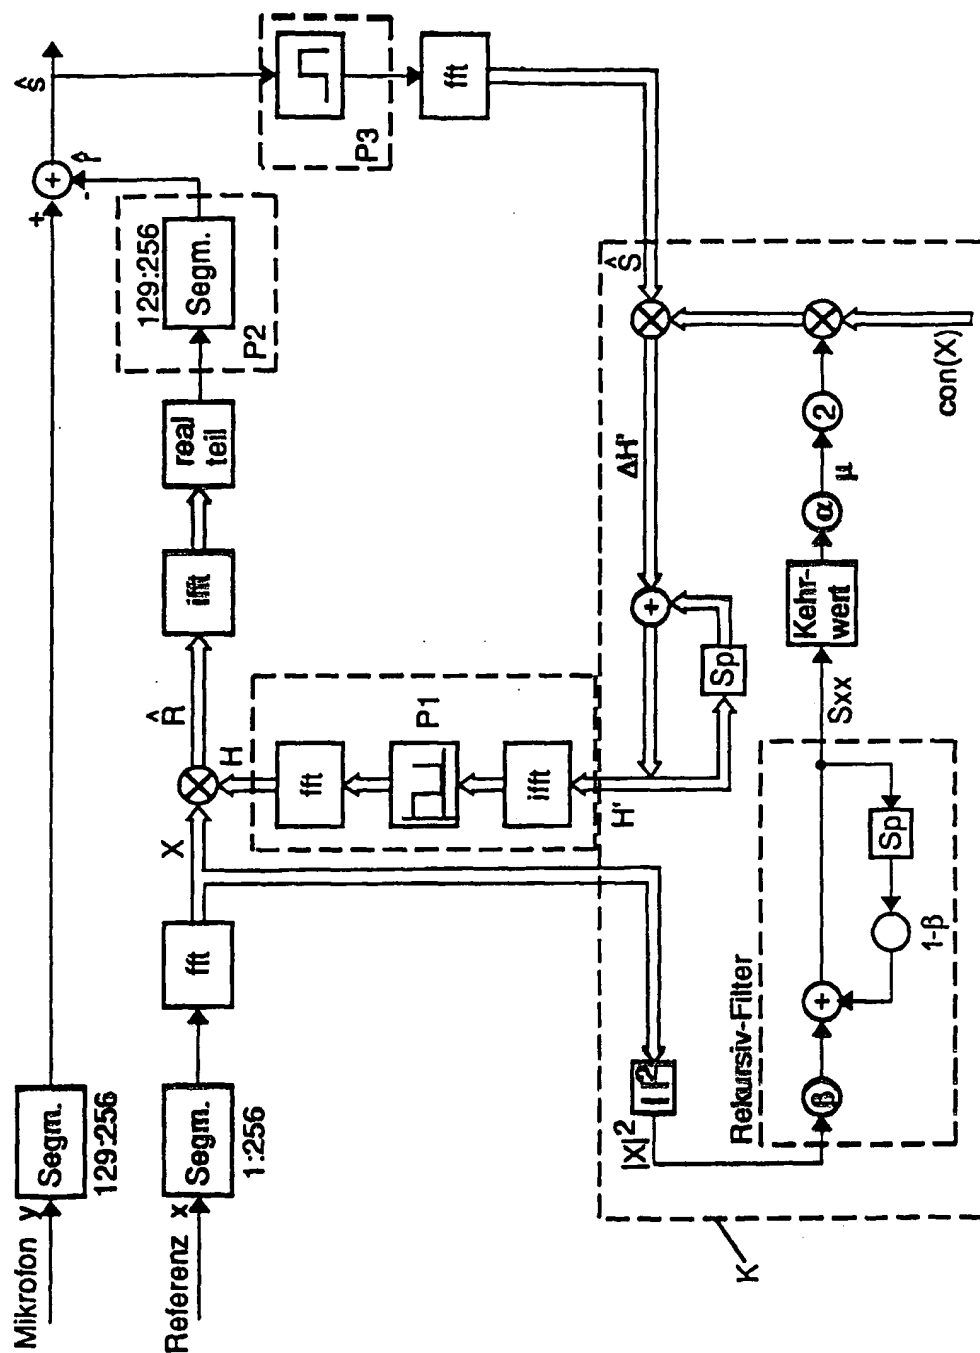 Mikrofon y
Segm.
129:256
+
+
-
r̂
ŝ
Referenz x
Segm.
1:256
fft
X
R̂
ifft
real
teil
129:256
Segm.
P2
P3
fft
H
fft
P1
ifft
H'
Ŝ
ΔH'
+
Sp
K
|X|²
| |²
Rekursiv-Filter
β
+
Sp
1-β
Sxx
Kehr-
wert
α
μ
2
con(X)